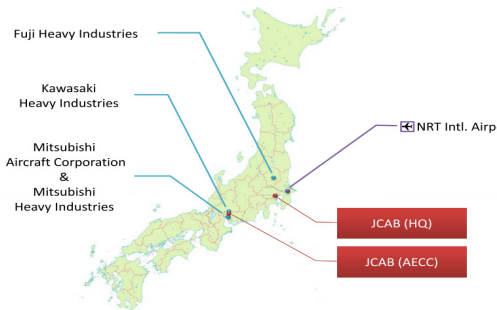 Fuji Heavy Industries
Kawasaki
Heavy Industries
Mitsubishi
Aircraft Corporation
&
Mitsubishi
Heavy Industries
NRT Intl. Airp
JCAB (HQ)
JCAB (AECC)